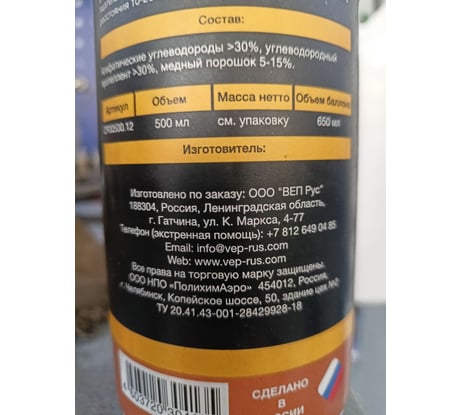 расстояния
Состав:
Алифатические углеводороды >30%, углеводородный
пропеллент >30%, медный порошок 5-15%.
Артикул Объем Масса нетто Объем баллона
500 мл см. упаковку 650 мл
Изготовитель:
Изготовлено по заказу: ООО "ВЕП Рус"
188304, Россия, Ленинградская область,
г. Гатчина, ул. К. Маркса, 4-77
Телефон (экстренная помощь): +7 812 649 04 85
Email: info@vep-rus.com
Web: www.vep-rus.com
Все права на торговую марку защищены.
ООО НПО «ПолихимАэро» 454012, Россия,
г. Челябинск, Копейское шоссе, 50, здание цех
ТУ 20.41.43-001-28429928-18
СДЕЛАНО
В